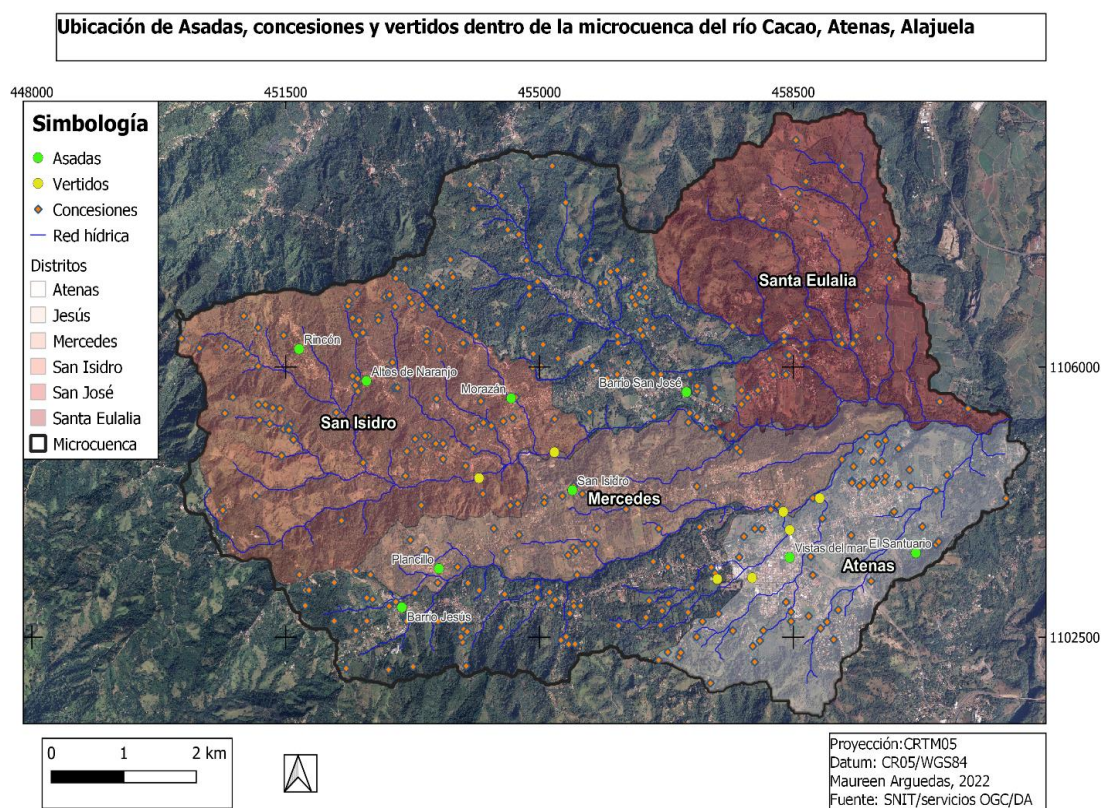 Ubicación de Asadas, concesiones y vertidos dentro de la microcuenca del río Cacao, Atenas, Alajuela
448000
451500
455000
458500
Simbología
Asadas
Vertidos
Concesiones
Red hídrica
Distritos
Atenas
Jesús
Mercedes
San Isidro
San José
Santa Eulalia
Microcuenca
Santa Eulalia
Rincón
1106000
Altos de Naranjo
Barrio San José
Morazán
San Isidro
San Isidro
Mercedes
Vistas del mar
El Santuario
Plancillo
Atenas
Barrio Jesús
1102500
0 1 2 km
Proyección:CRTM05
Datum: CR05/WGS84
Maureen Arguedas, 2022
Fuente: SNIT/servicios OGC/DA